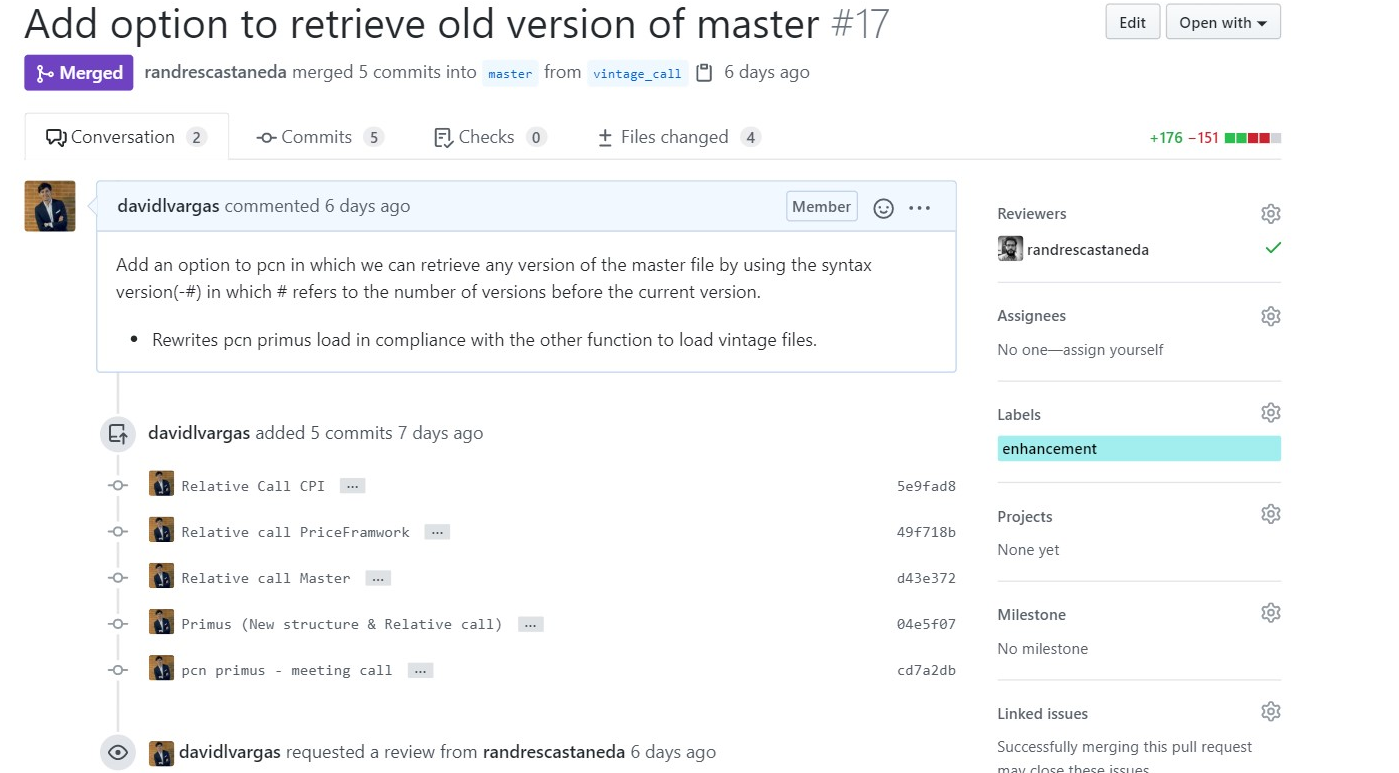 Add option to retrieve old version of master #17
Edit
Open with
Merged
randrescastaneda merged 5 commits into master from vintage_call 6 days ago
Conversation 2
Commits 5
Checks 0
Files changed 4
+176 −151
davidlvargas commented 6 days ago
Member
Add an option to pcn in which we can retrieve any version of the master file by using the syntax
version(-#) in which # refers to the number of versions before the current version.
Rewrites pcn primus load in compliance with the other function to load vintage files.
davidlvargas added 5 commits 7 days ago
Relative Call CPI ... 5e9fad8
Relative call PriceFramwork ... 49f718b
Relative call Master ... d43e372
Primus (New structure & Relative call) ... 04e5f07
pcn primus - meeting call ... cd7a2db
davidlvargas requested a review from randrescastaneda 6 days ago
Reviewers
randrescastaneda
Assignees
No one—assign yourself
Labels
enhancement
Projects
None yet
Milestone
No milestone
Linked issues
Successfully merging this pull request
may close these issues.